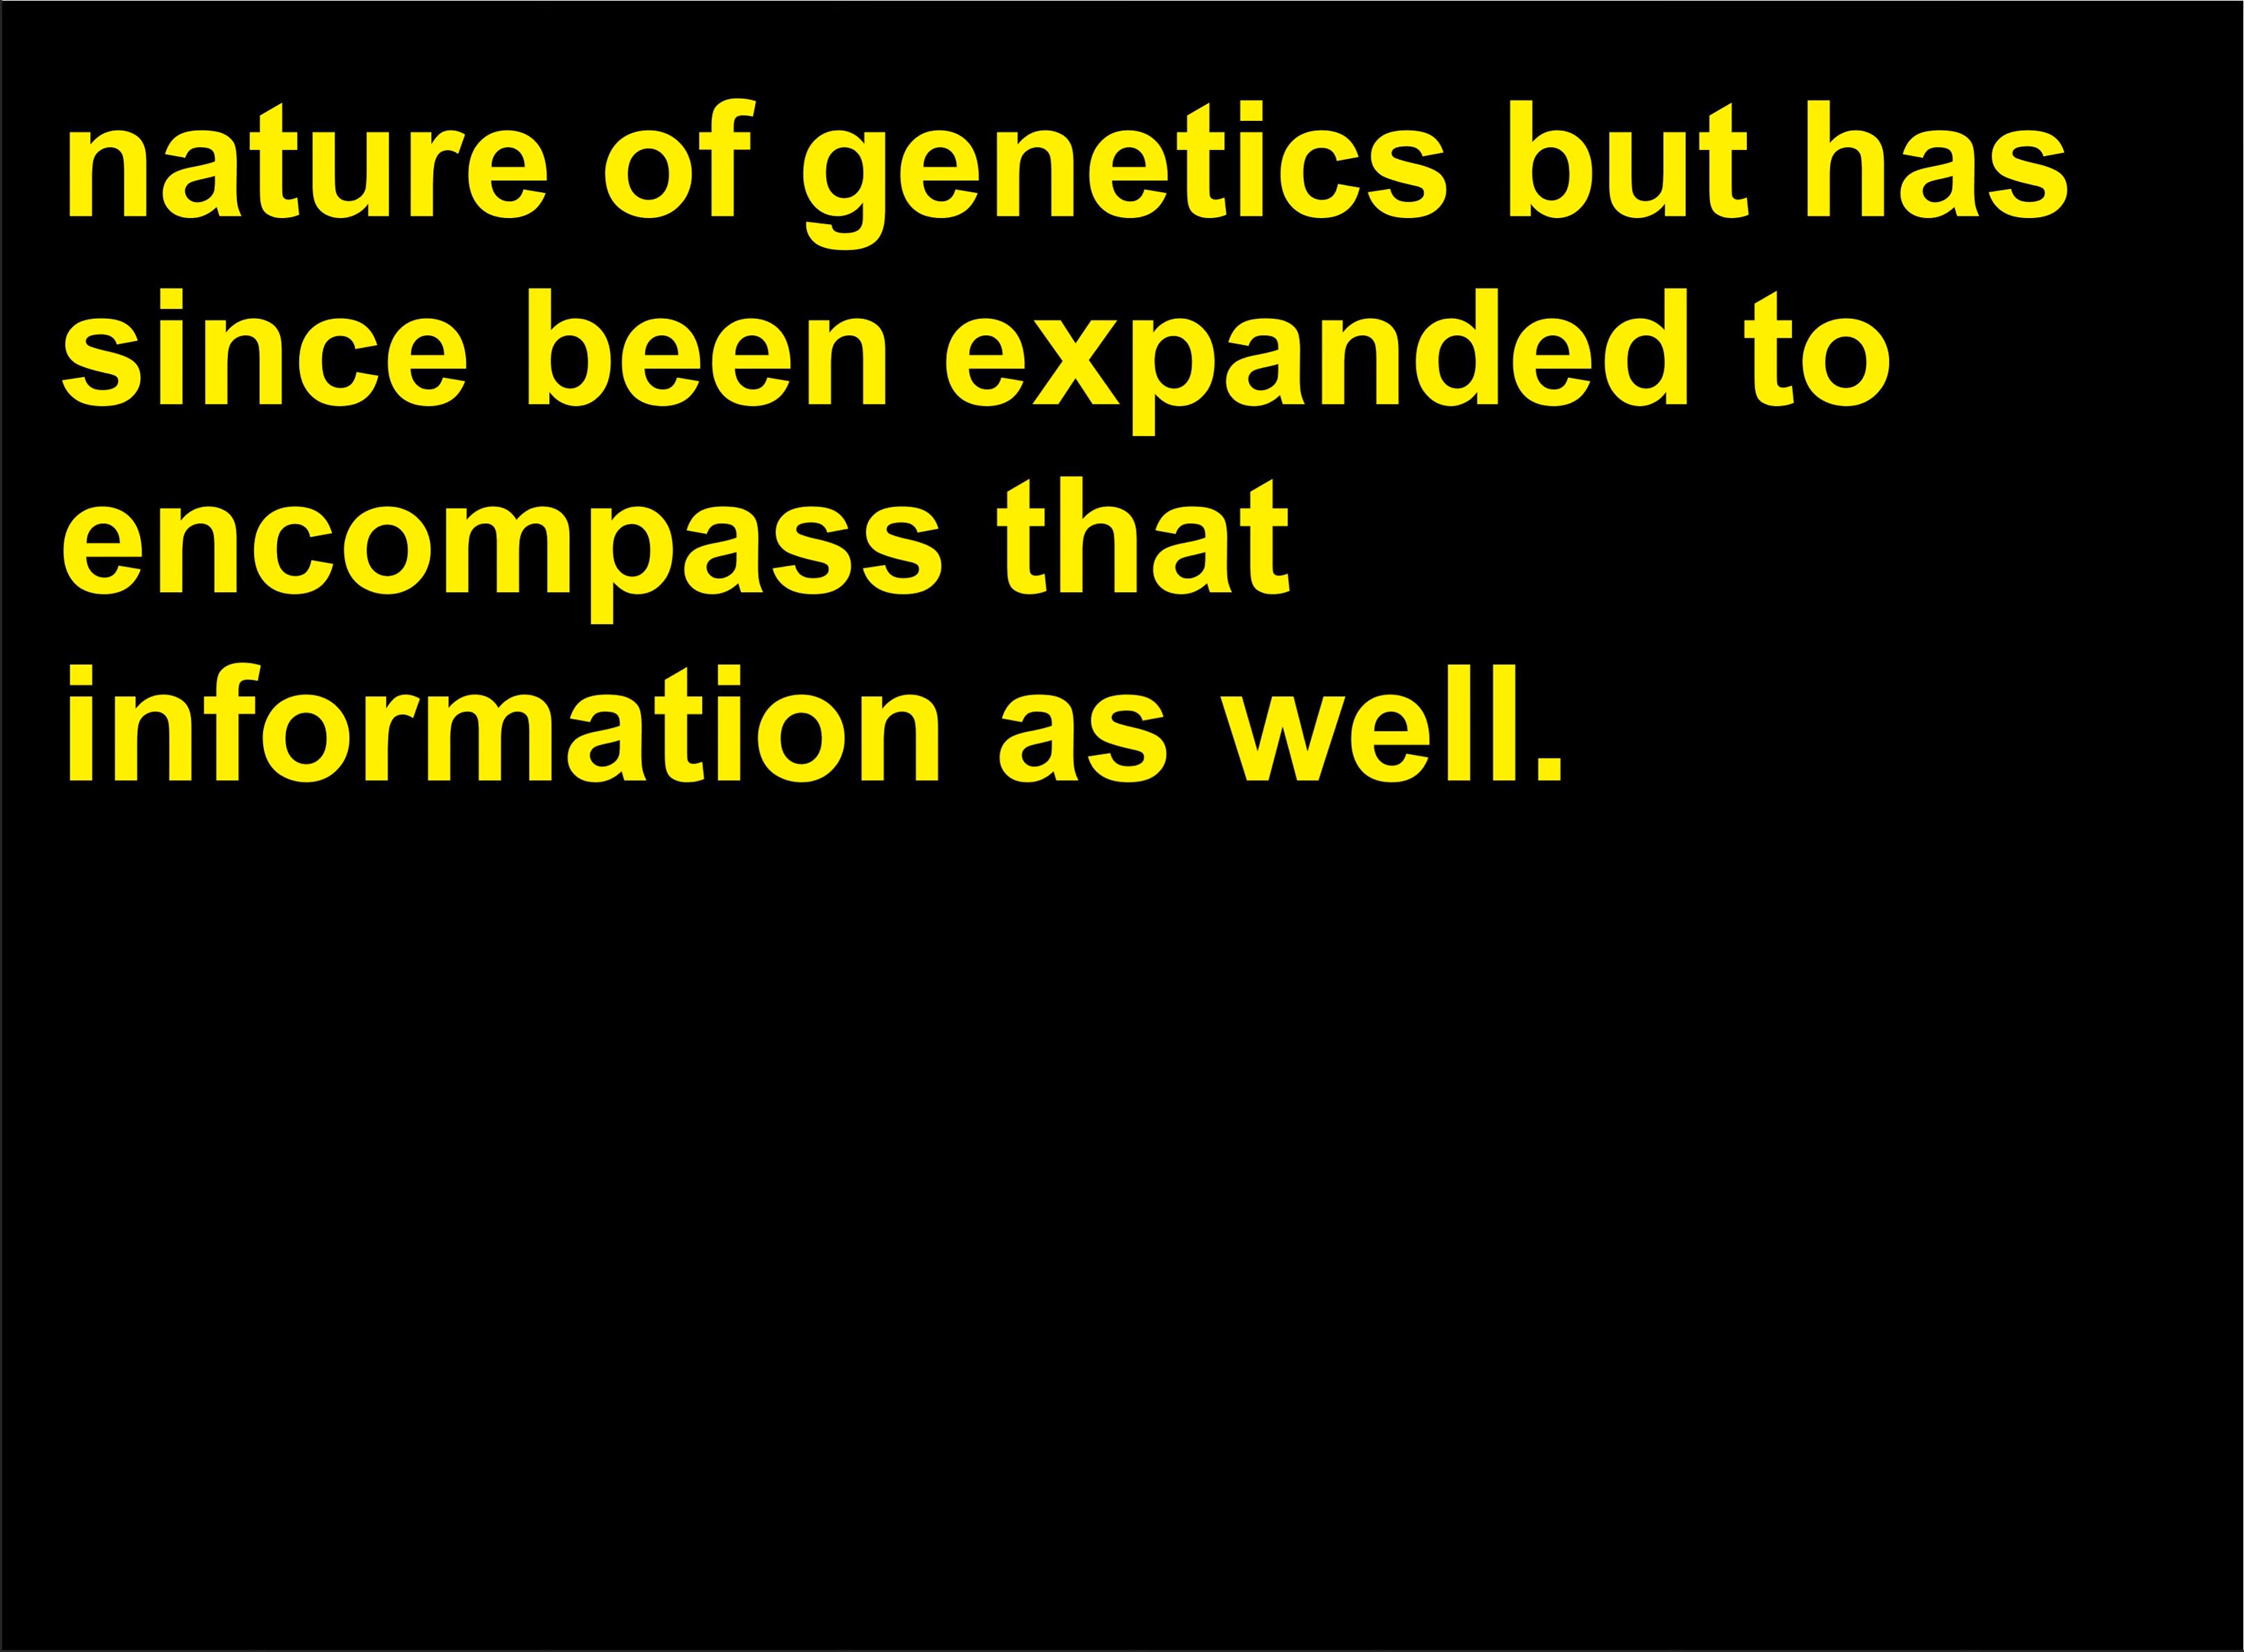 nature of genetics but has
since been expanded to
encompass that
information as well.